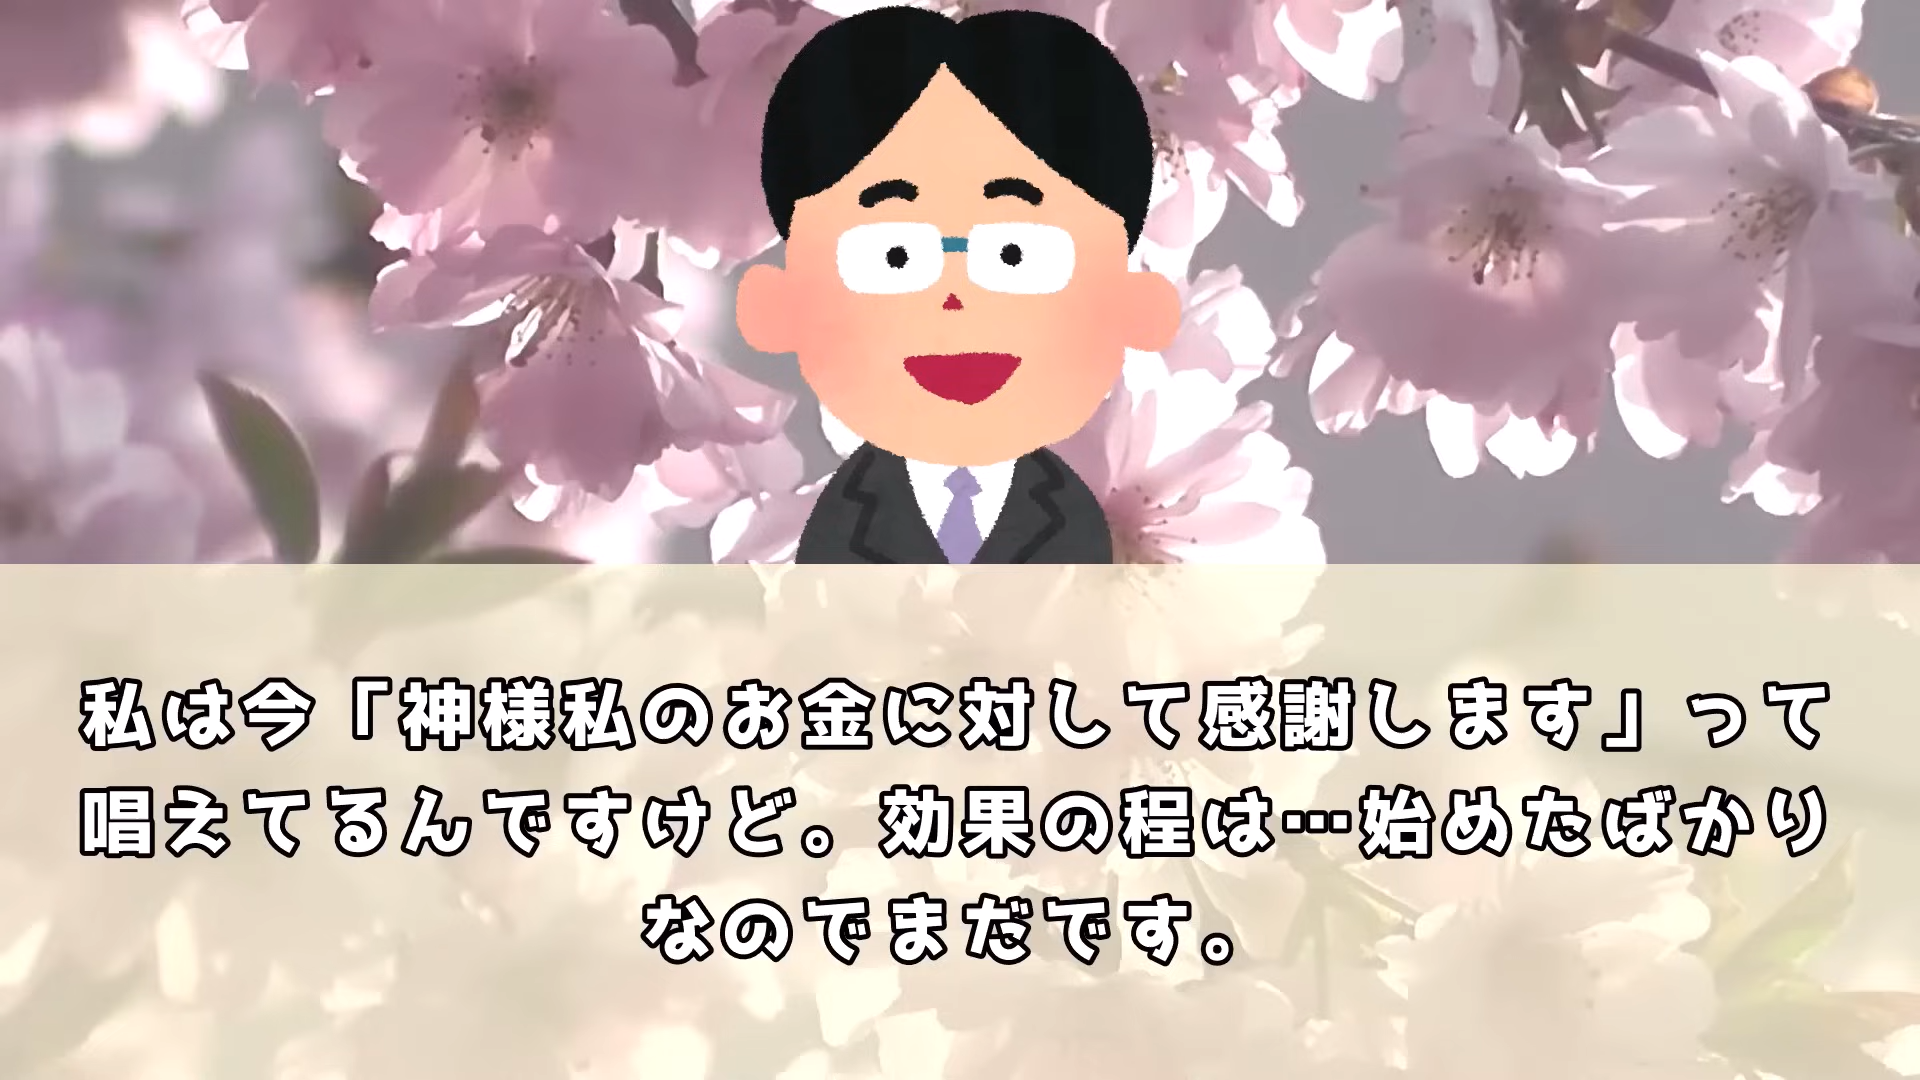 私は今「神様私のお金に対して感謝します」って
唱えてるんですけど。効果の程は…始めたばかり
なのでまだです。